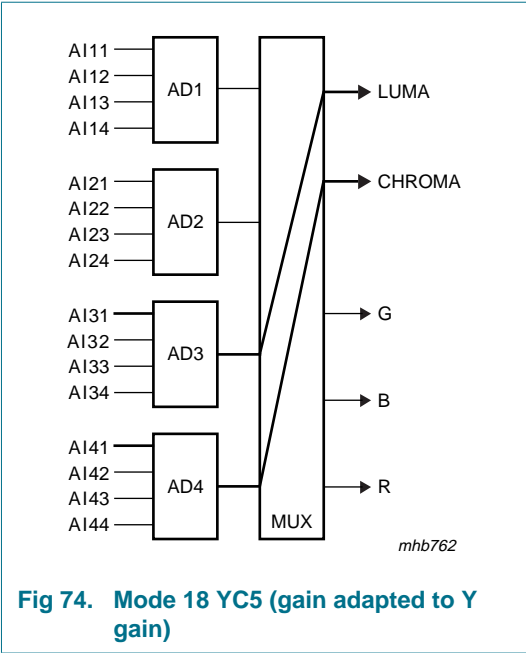 AI11
AI12
AI13
AI14
AD1
AI21
AI22
AI23
AI24
AD2
AI31
AI32
AI33
AI34
AD3
AI41
AI42
AI43
AI44
AD4
MUX
LUMA
CHROMA
G
B
R
mhb762
Fig 74. Mode 18 YC5 (gain adapted to Y
gain)